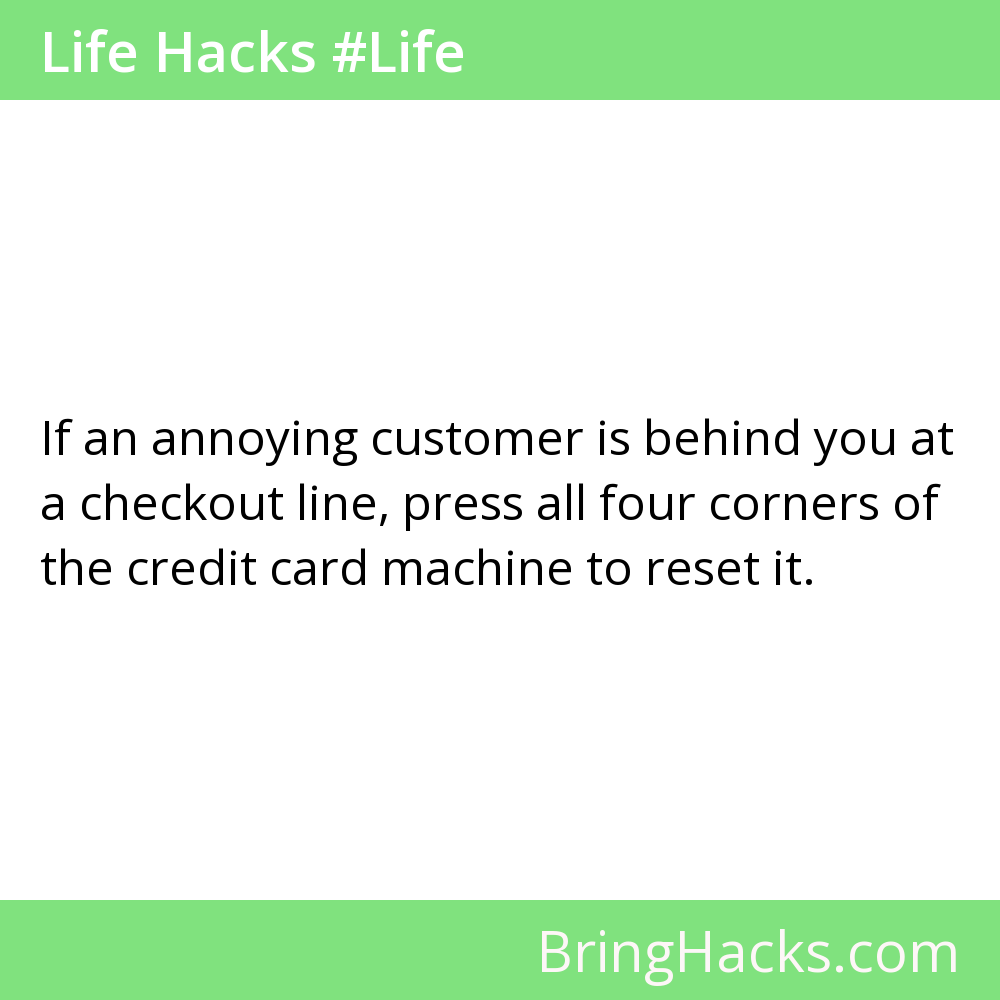 Life Hacks #Life
If an annoying customer is behind you at
a checkout line, press all four corners of
the credit card machine to reset it.
BringHacks.com